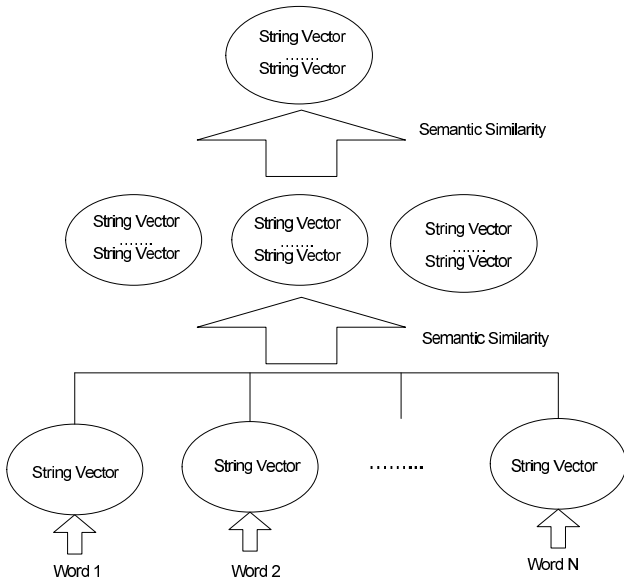 String Vector
.......
String Vector
Semantic Similarity
String Vector
.......
String Vector
String Vector
.......
String Vector
String Vector
.......
String Vector
Semantic Similarity
String Vector
String Vector
.........
String Vector
Word 1
Word 2
Word N